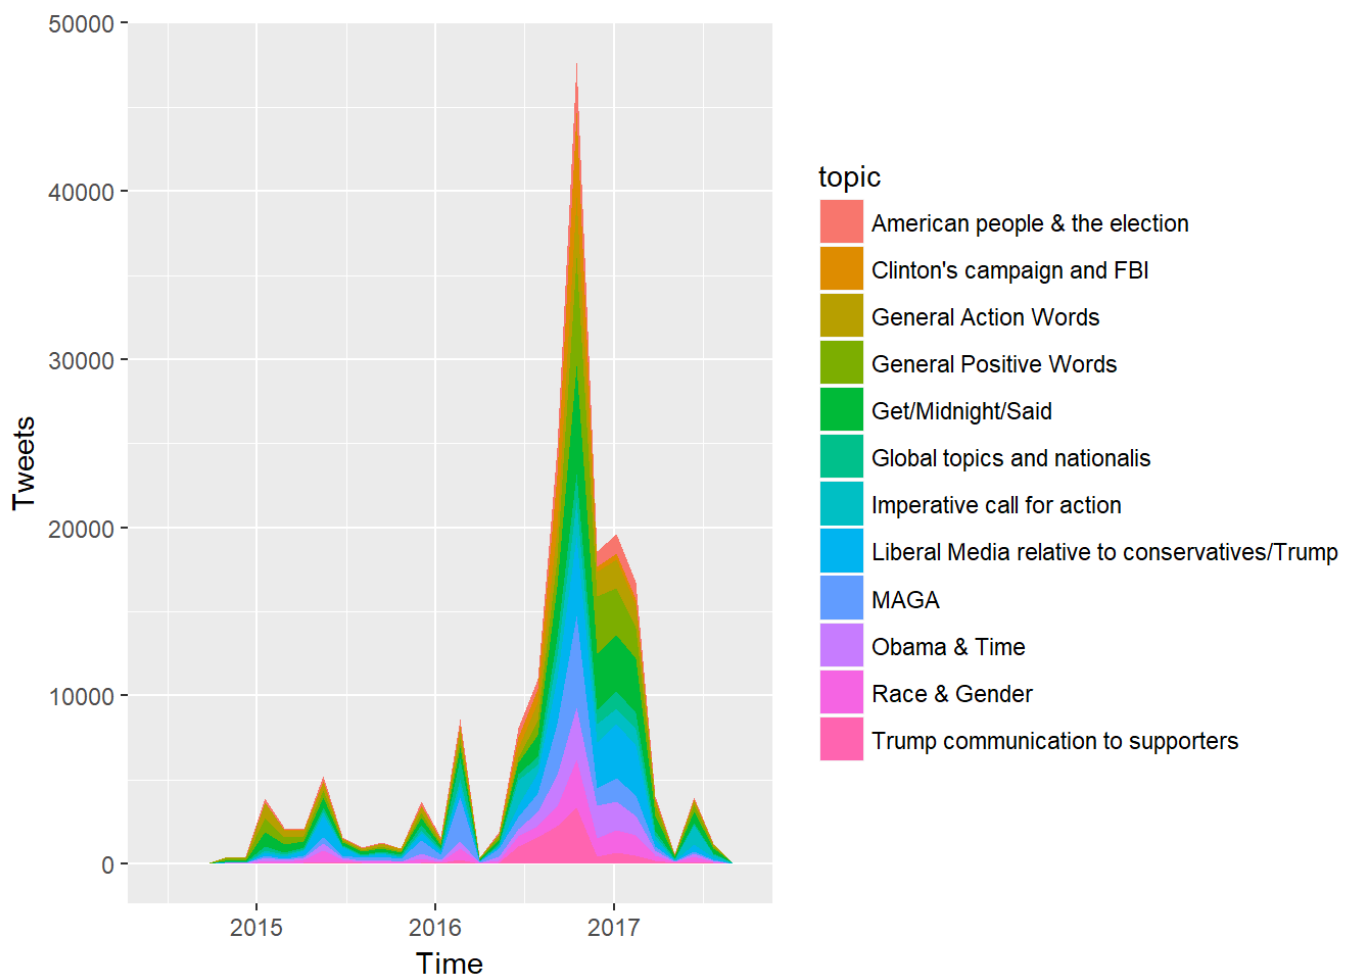 50000
40000
30000
20000
10000
0
Tweets
2015 2016 2017
Time
topic
American people & the election
Clinton's campaign and FBI
General Action Words
General Positive Words
Get/Midnight/Said
Global topics and nationalis
Imperative call for action
Liberal Media relative to conservatives/Trump
MAGA
Obama & Time
Race & Gender
Trump communication to supporters